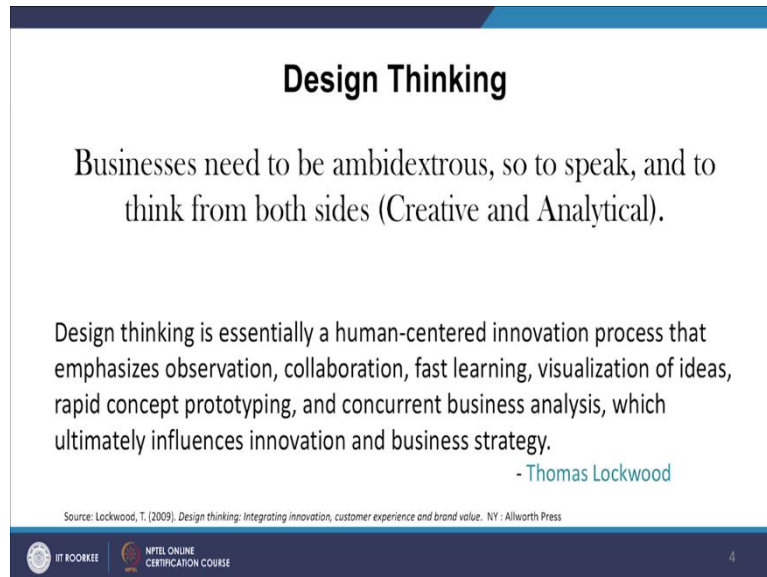 Design Thinking
Businesses need to be ambidextrous, so to speak, and to
think from both sides (Creative and Analytical).
Design thinking is essentially a human-centered innovation process that
emphasizes observation, collaboration, fast learning, visualization of ideas,
rapid concept prototyping, and concurrent business analysis, which
ultimately influences innovation and business strategy.
- Thomas Lockwood
Source: Lockwood, T. (2009). Design thinking: Integrating innovation, customer experience and brand value. NY : Allworth Press
IIT ROORKEE
NPTEL ONLINE
CERTIFICATION COURSE
4